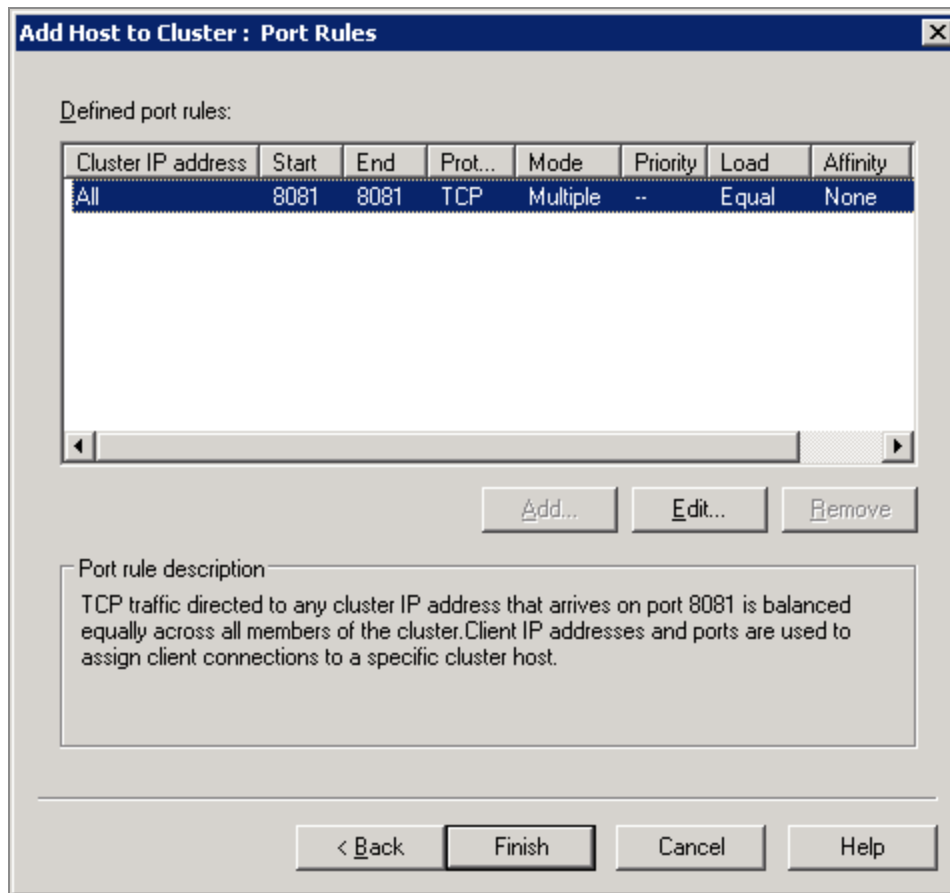 Add Host to Cluster : Port Rules
Defined port rules:
Cluster IP address Start End Prot... Mode Priority Load Affinity
All 8081 8081 TCP Multiple -- Equal None
Add... Edit... Remove
Port rule description
TCP traffic directed to any cluster IP address that arrives on port 8081 is balanced
equally across all members of the cluster.Client IP addresses and ports are used to
assign client connections to a specific cluster host.
< Back Finish Cancel Help